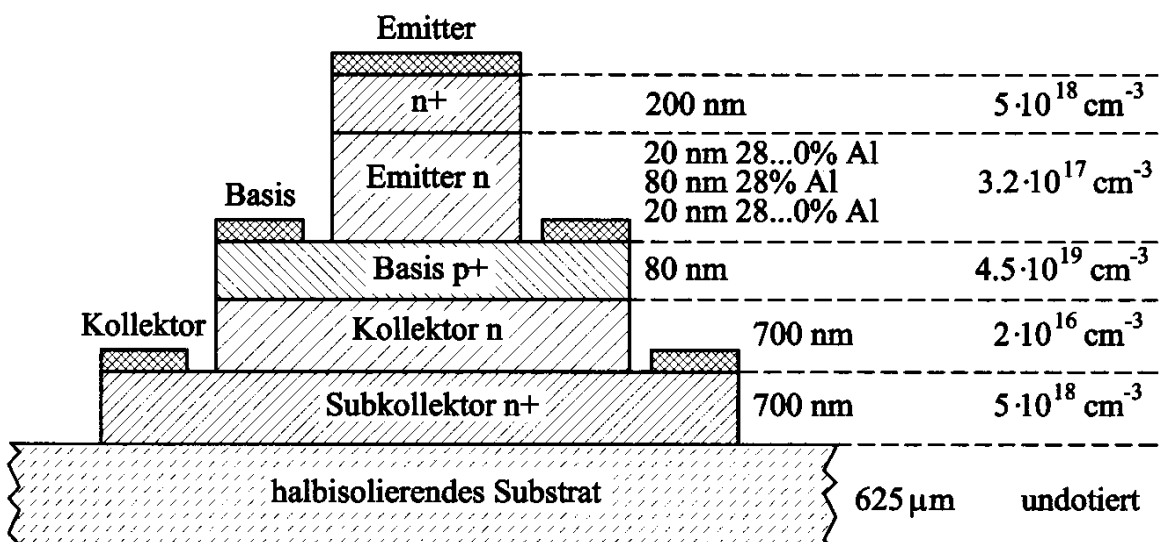 Emitter
n+ 200 nm 5·10^18 cm^-3
20 nm 28...0% Al
Emitter n 80 nm 28% Al 3.2·10^17 cm^-3
20 nm 28...0% Al
Basis
Basis p+ 80 nm 4.5·10^19 cm^-3
Kollektor
Kollektor n 700 nm 2·10^16 cm^-3
Subkollektor n+ 700 nm 5·10^18 cm^-3
halbisolierendes Substrat 625 µm undotiert